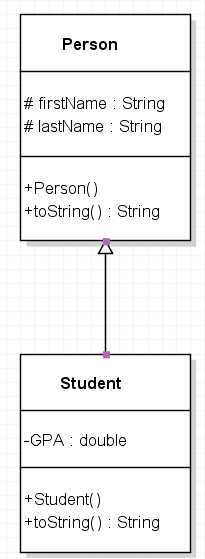 Person
# firstName : String
# lastName : String
+Person()
+toString() : String
Student
-GPA : double
+Student()
+toString() : String